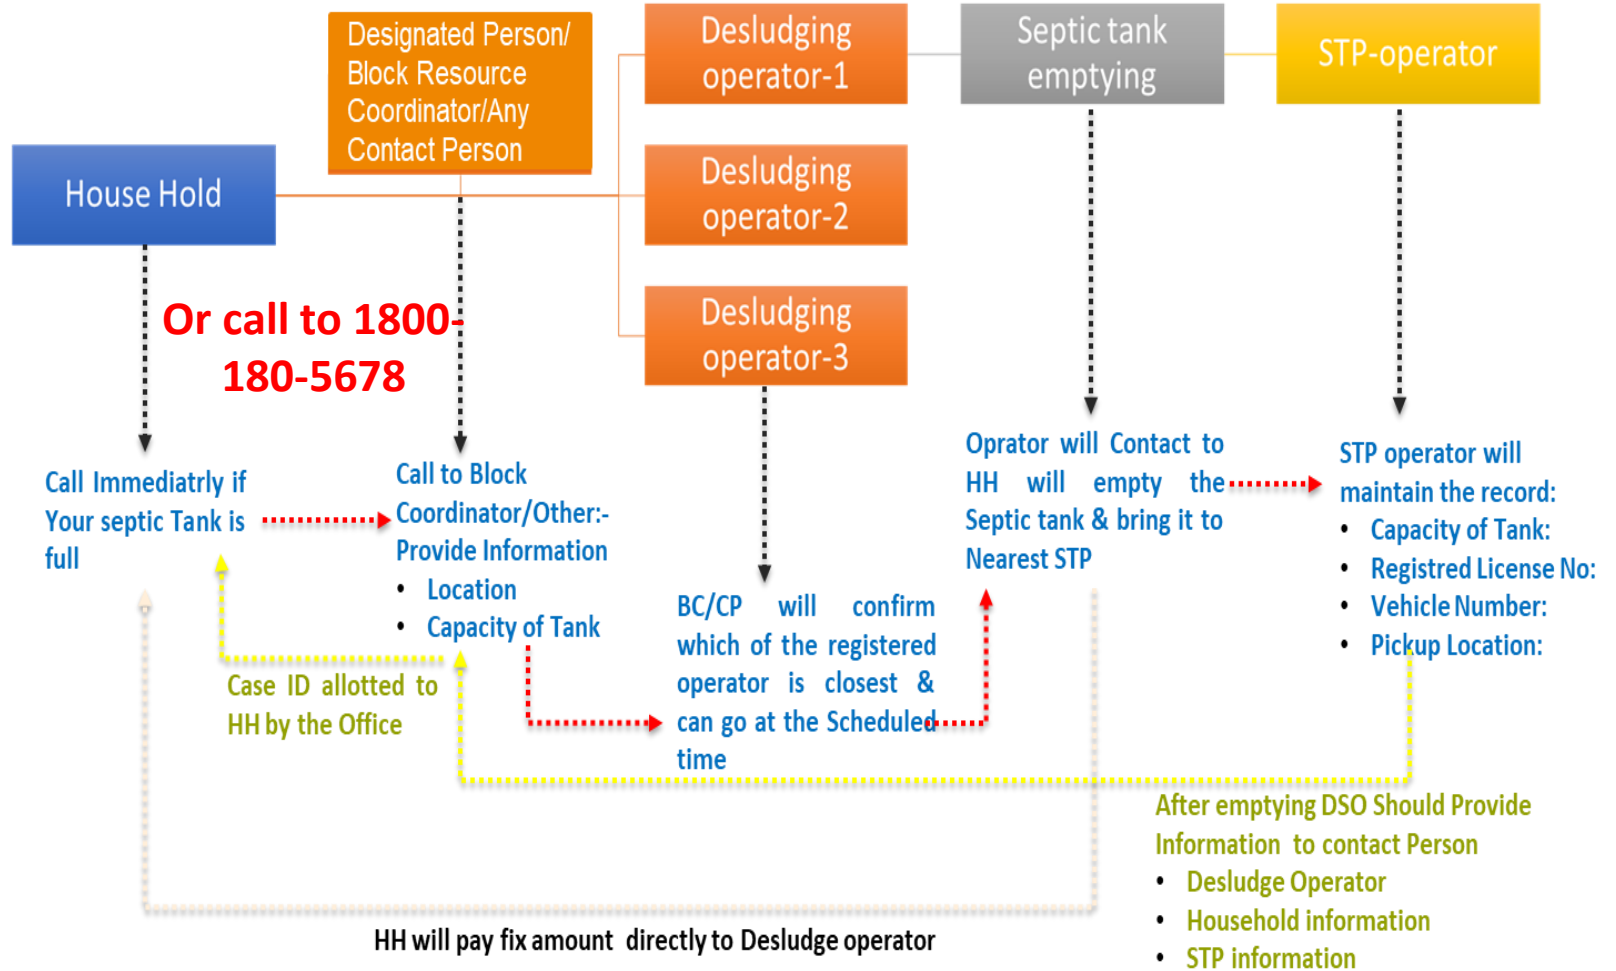 Designated Person/
Block Resource
Coordinator/Any
Contact Person
Desludging
operator-1
Septic tank
emptying
STP-operator
House Hold
Desludging
operator-2
Desludging
operator-3
Or call to 1800-
180-5678
Call Immediatrly if
Your septic Tank is
full
Call to Block
Coordinator/Other:-
Provide Information
• Location
• Capacity of Tank
BC/CP will confirm
which of the registered
operator is closest &
can go at the Scheduled
time
Oprator will Contact to
HH will empty the
Septic tank & bring it to
Nearest STP
STP operator will
maintain the record:
• Capacity of Tank:
• Registred License No:
• Vehicle Number:
• Pickup Location:
Case ID allotted to
HH by the Office
After emptying DSO Should Provide
Information to contact Person
• Desludge Operator
• Household information
• STP information
HH will pay fix amount directly to Desludge operator